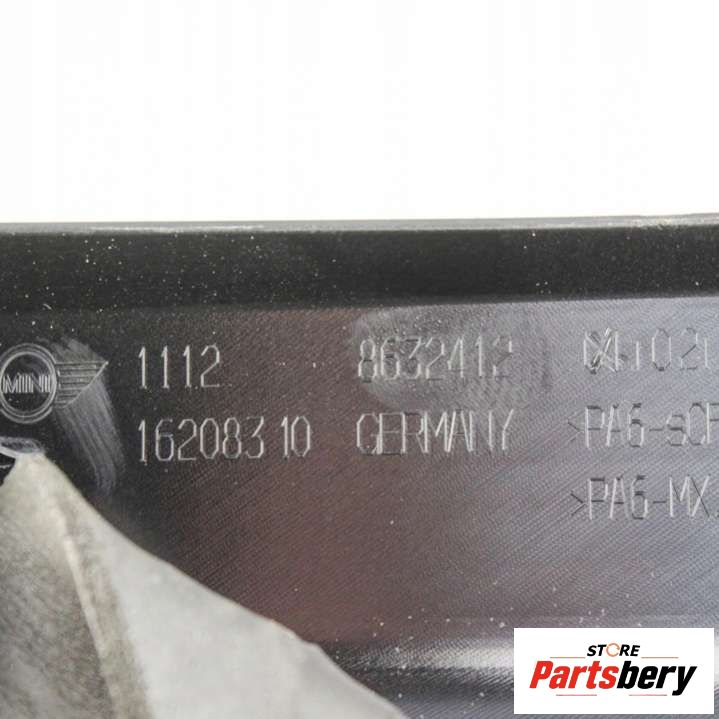 MINI
1112 8632412
16208310 GERMANY >PA6-
>PA6-MX
STORE
Partsbery